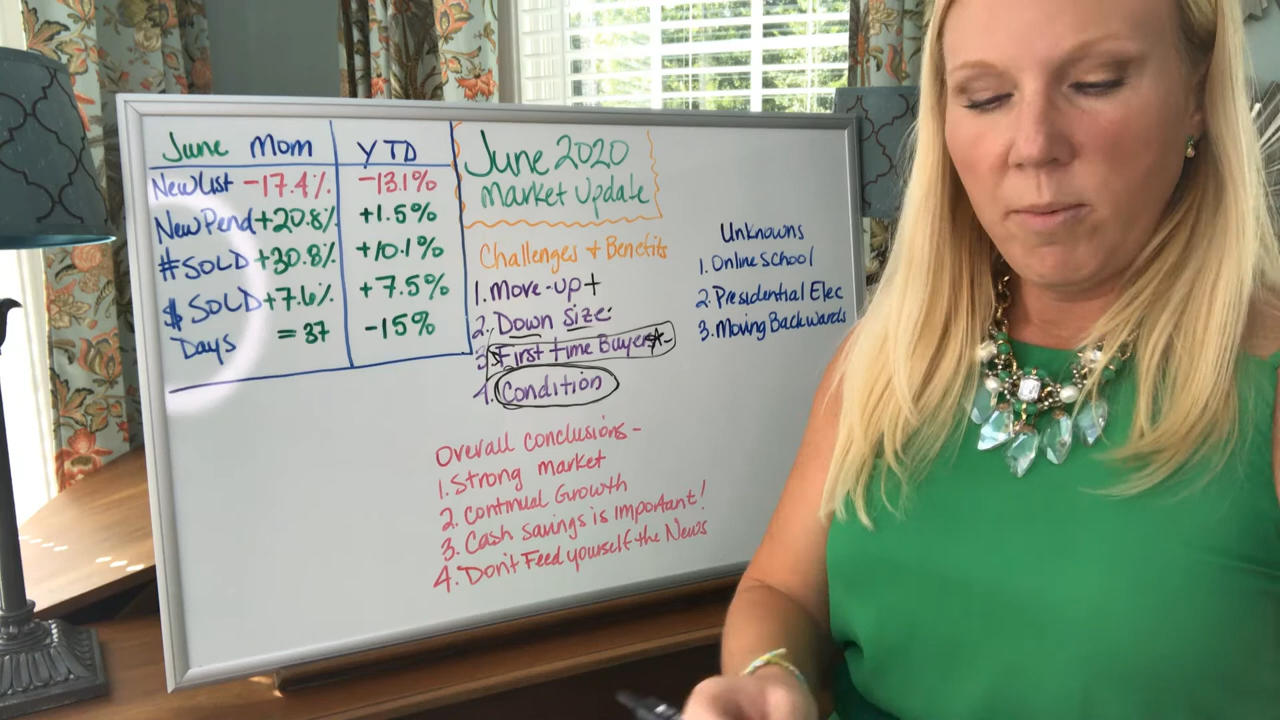 June MoM YTD
New List -17.4% -13.1%
New Pend +20.8% +1.5%
# SOLD +30.8% +10.1%
$ SOLD +7.6% +7.5%
Days = 37 -15%
June 2020
Market Update
Challenges + Benefits
1. Move-up +
2. Down Size:
3. *First time Buyers*-
4. Condition
Unknowns
1. Online School
2. Presidential Elec
3. Moving Backwards
Overall conclusions-
1. Strong market
2. Continual Growth
3. Cash savings is important!
4. Don't Feed yourself the News